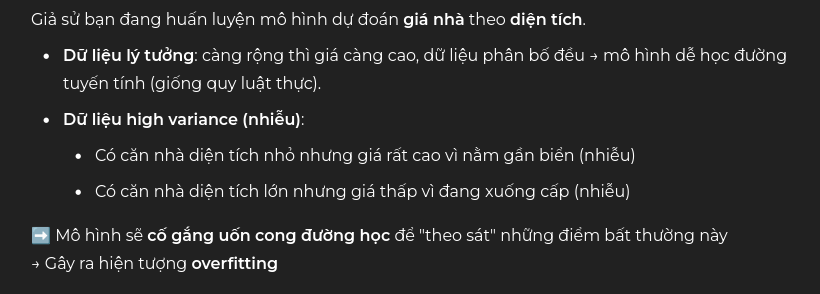 Giả sử bạn đang huấn luyện mô hình dự đoán giá nhà theo diện tích.
• Dữ liệu lý tưởng: càng rộng thì giá càng cao, dữ liệu phân bố đều → mô hình dễ học đường
tuyến tính (giống quy luật thực).
• Dữ liệu high variance (nhiễu):
• Có căn nhà diện tích nhỏ nhưng giá rất cao vì nằm gần biển (nhiễu)
• Có căn nhà diện tích lớn nhưng giá thấp vì đang xuống cấp (nhiễu)
➡️ Mô hình sẽ cố gắng uốn cong đường học để "theo sát" những điểm bất thường này
→ Gây ra hiện tượng overfitting